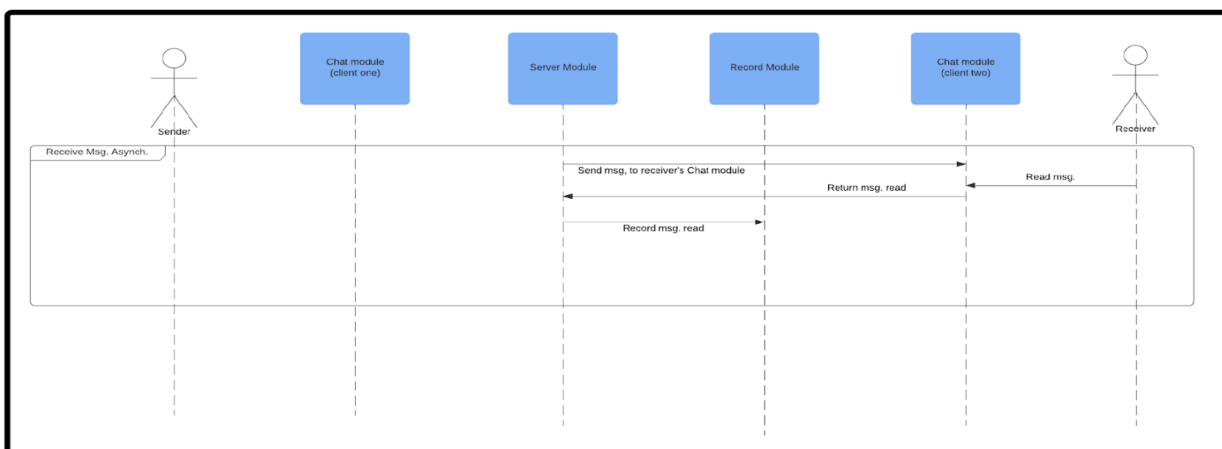 Chat module
(client one)
Server Module
Record Module
Chat module
(client two)
Sender
Receiver
Receive Msg. Asynch.
Send msg, to receiver's Chat module
Read msg.
Return msg. read
Record msg. read